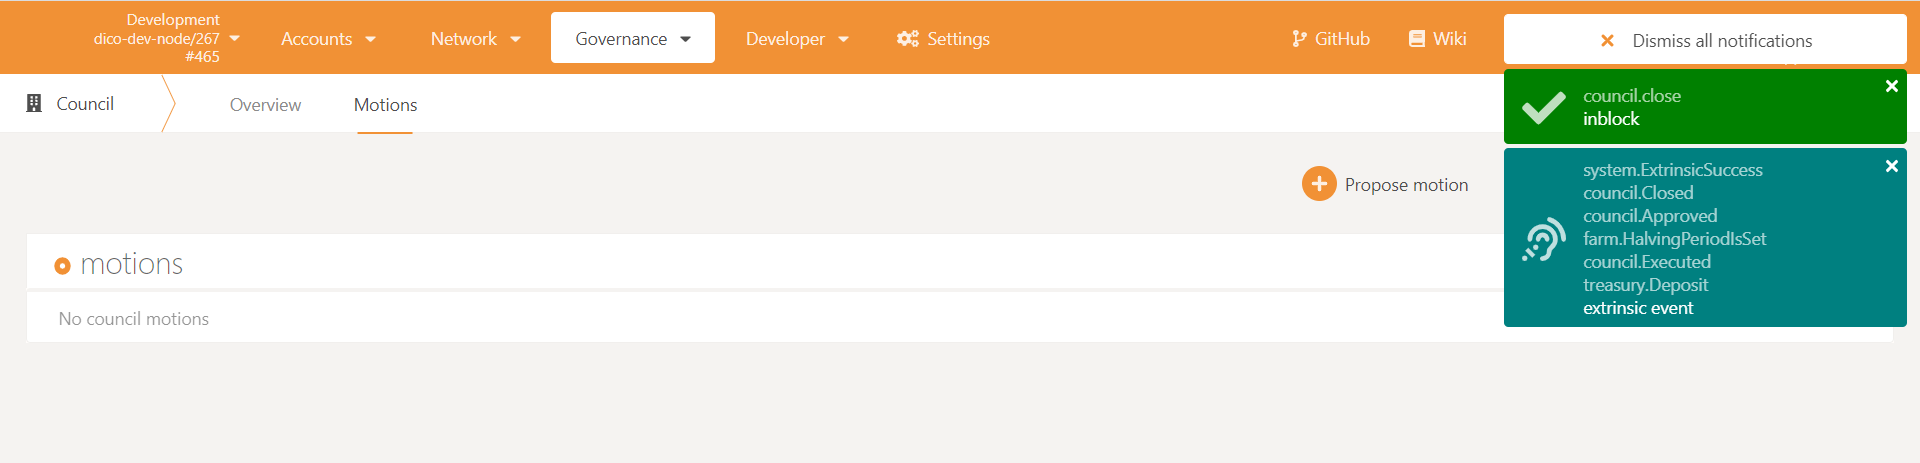 Development
dico-dev-node/267
#465
Accounts
Network
Governance
Developer
Settings
GitHub
Wiki
Dismiss all notifications
Council
Overview
Motions
council.close
inblock
system.ExtrinsicSuccess
council.Closed
council.Approved
farm.HalvingPeriodIsSet
council.Executed
treasury.Deposit
extrinsic event
Propose motion
motions
No council motions